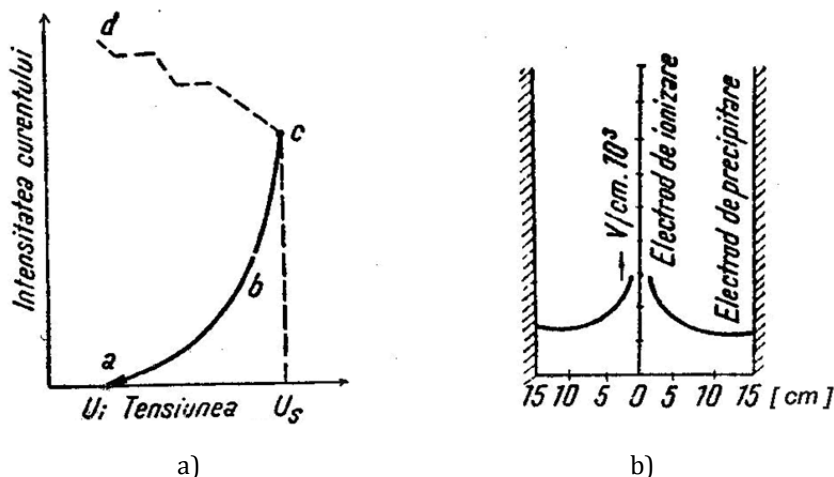 d
c
b
a
Intensitatea curentului
Ui Tensiunea Us
a)
V/cm.10³
Electrod de ionizare
Electrod de precipitare
15 10 5 0 5 10 15 [cm]
b)